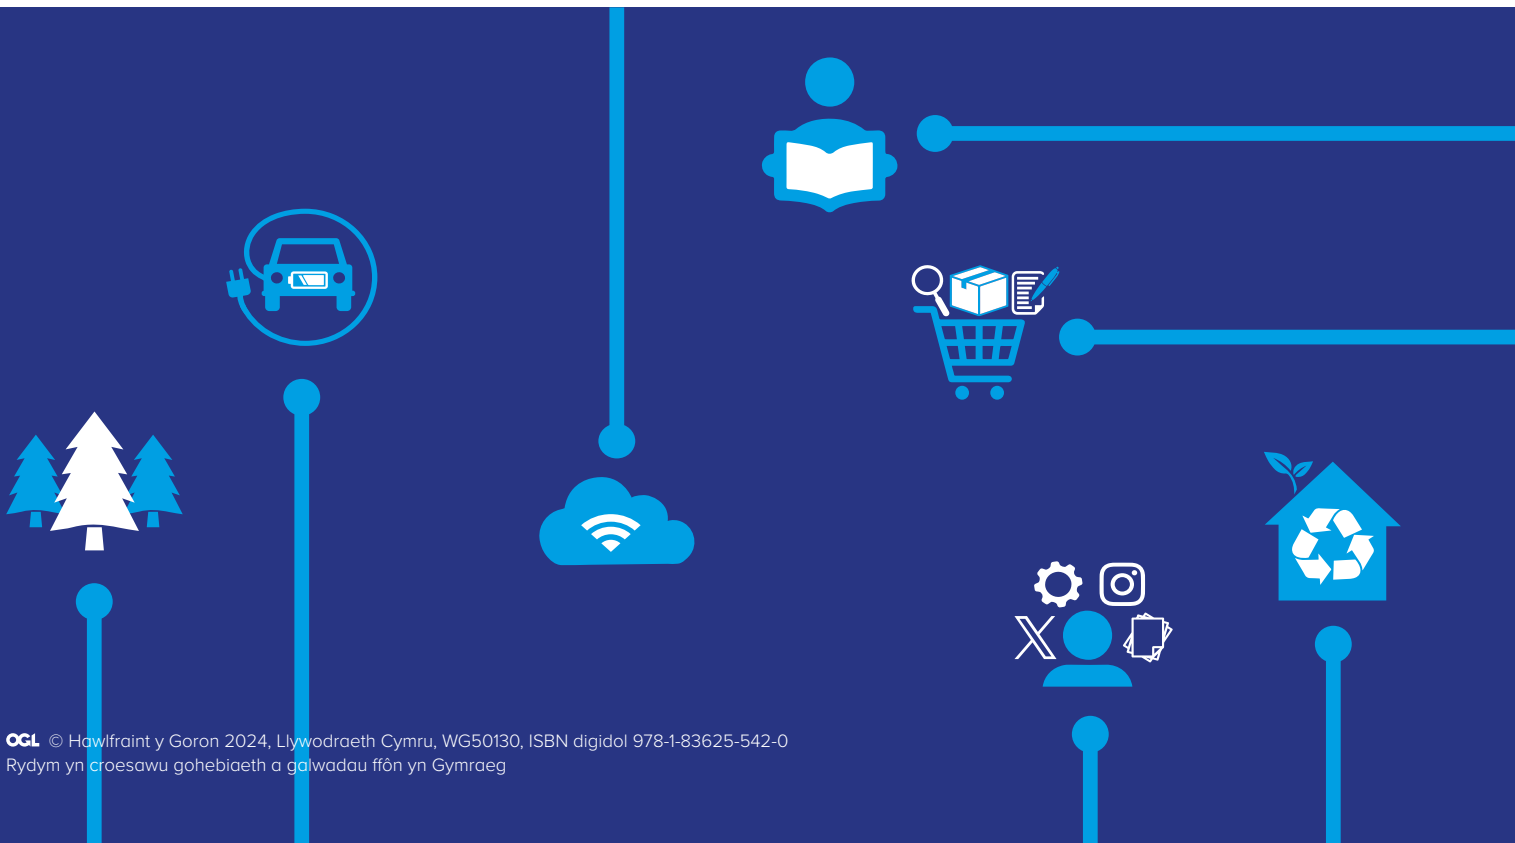 OGL © Hawlfraint y Goron 2024, Llywodraeth Cymru, WG50130, ISBN digidol 978-1-83625-542-0
Rydym yn croesawu gohebiaeth a galwadau ffôn yn Gymraeg